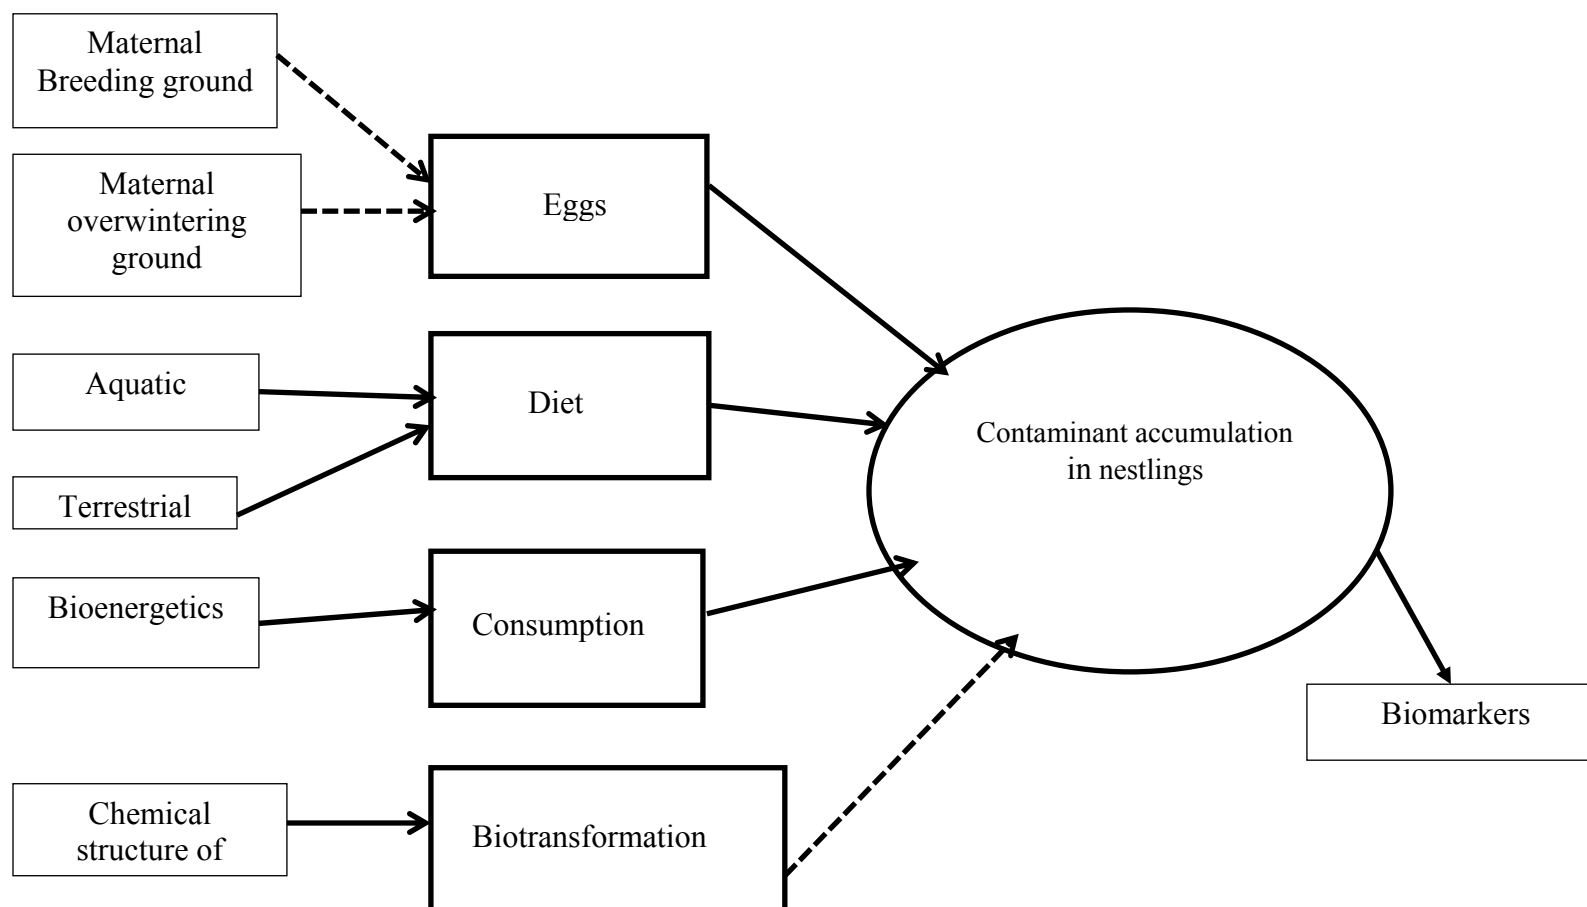 Maternal
Breeding ground
Maternal
overwintering
ground
Eggs
Aquatic
Diet
Terrestrial
Contaminant accumulation
in nestlings
Bioenergetics
Consumption
Biomarkers
Chemical
structure of
Biotransformation